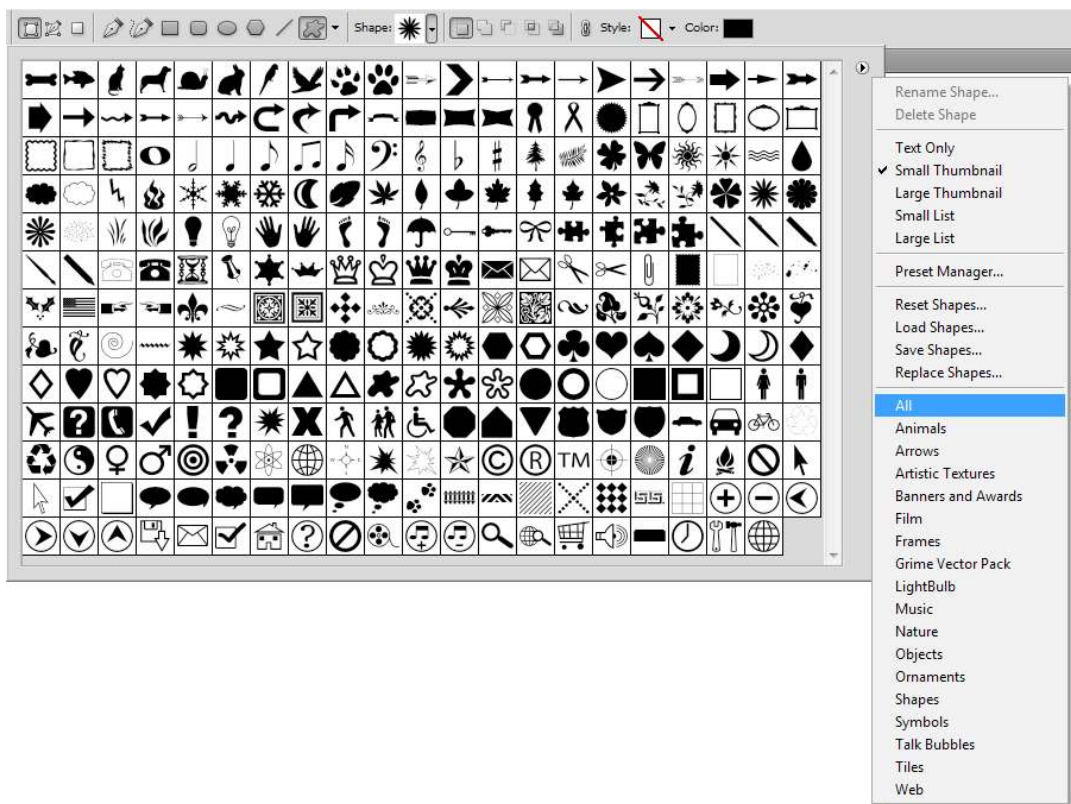 Shape:
Style:
Color:
TM
Rename Shape...
Delete Shape
Text Only
Small Thumbnail
Large Thumbnail
Small List
Large List
Preset Manager...
Reset Shapes...
Load Shapes...
Save Shapes...
Replace Shapes...
All
Animals
Arrows
Artistic Textures
Banners and Awards
Film
Frames
Grime Vector Pack
LightBulb
Music
Nature
Objects
Ornaments
Shapes
Symbols
Talk Bubbles
Tiles
Web